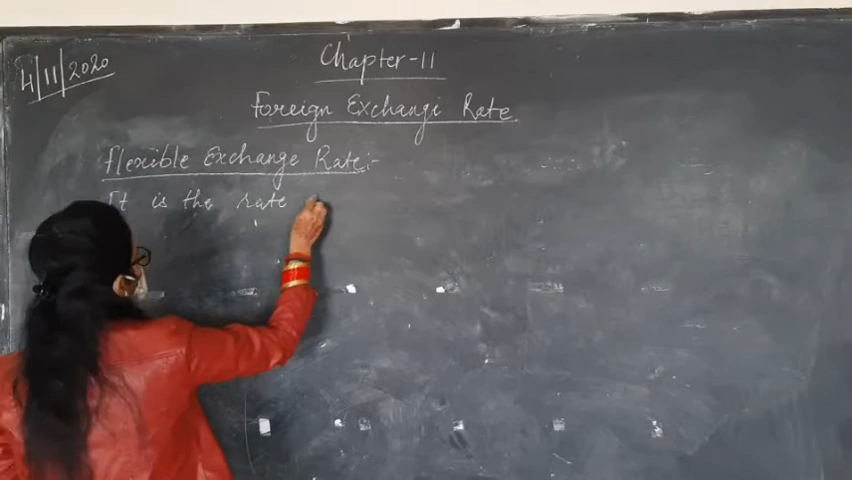 4/11/2020
Chapter-11
Foreign Exchange Rate
Flexible Exchange Rate:-
It is the rate